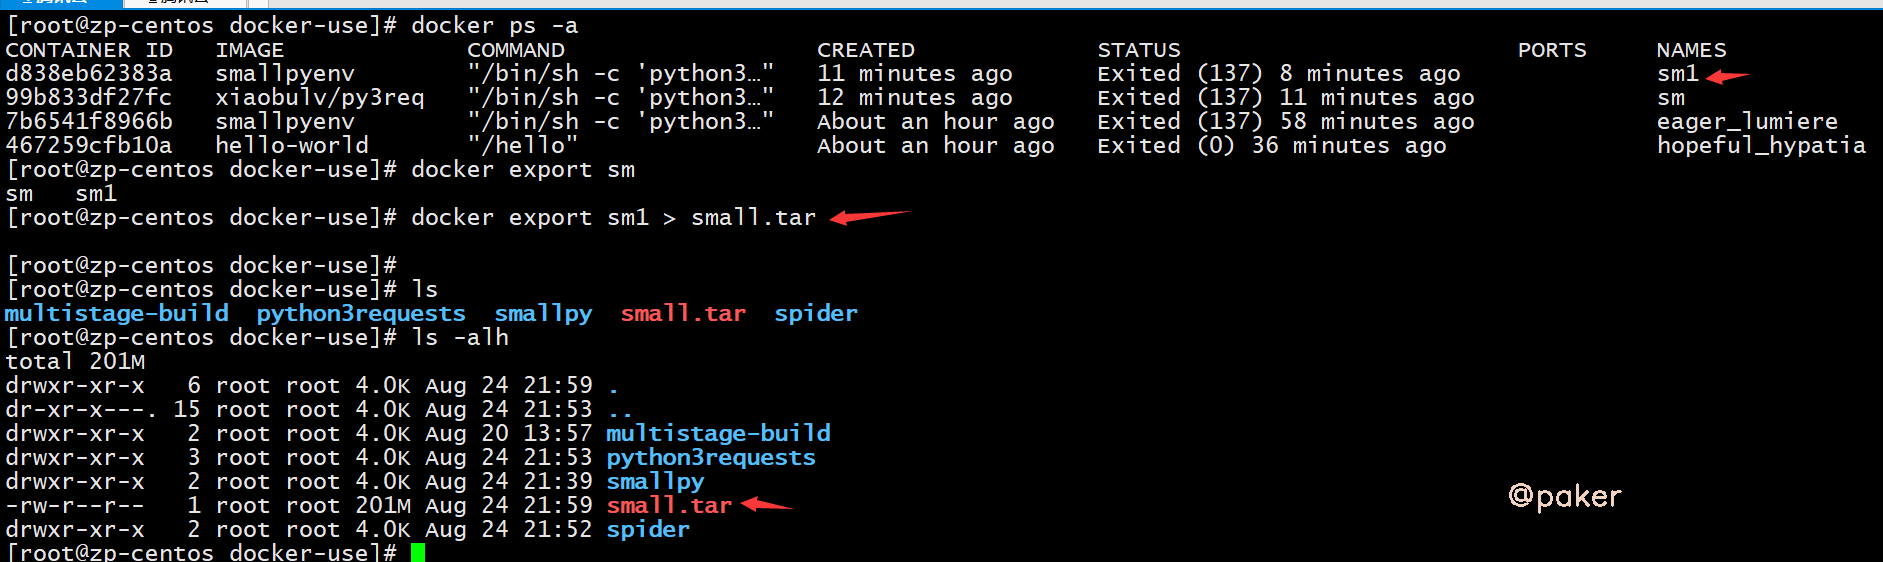 [root@zp-centos docker-use]# docker ps -a
CONTAINER ID   IMAGE             COMMAND                  CREATED             STATUS                        PORTS     NAMES
d838eb62383a   smallpyenv        "/bin/sh -c 'python3…"   11 minutes ago      Exited (137) 8 minutes ago              sm1
99b833df27fc   xiaobulv/py3req   "/bin/sh -c 'python3…"   12 minutes ago      Exited (137) 11 minutes ago             sm
7b6541f8966b   smallpyenv        "/bin/sh -c 'python3…"   About an hour ago   Exited (137) 58 minutes ago             eager_lumiere
467259cfb10a   hello-world       "/hello"                 About an hour ago   Exited (0) 36 minutes ago               hopeful_hypatia
[root@zp-centos docker-use]# docker export sm
sm   sm1
[root@zp-centos docker-use]# docker export sm1 > small.tar
[root@zp-centos docker-use]#
[root@zp-centos docker-use]# ls
multistage-build  python3requests  smallpy  small.tar  spider
[root@zp-centos docker-use]# ls -alh
total 201M
drwxr-xr-x   6 root root 4.0K Aug 24 21:59 .
dr-xr-x---. 15 root root 4.0K Aug 24 21:53 ..
drwxr-xr-x   2 root root 4.0K Aug 20 13:57 multistage-build
drwxr-xr-x   3 root root 4.0K Aug 24 21:53 python3requests
drwxr-xr-x   2 root root 4.0K Aug 24 21:39 smallpy
-rw-r--r--   1 root root 201M Aug 24 21:59 small.tar
drwxr-xr-x   2 root root 4.0K Aug 24 21:52 spider
[root@zp-centos docker-use]#
@paker